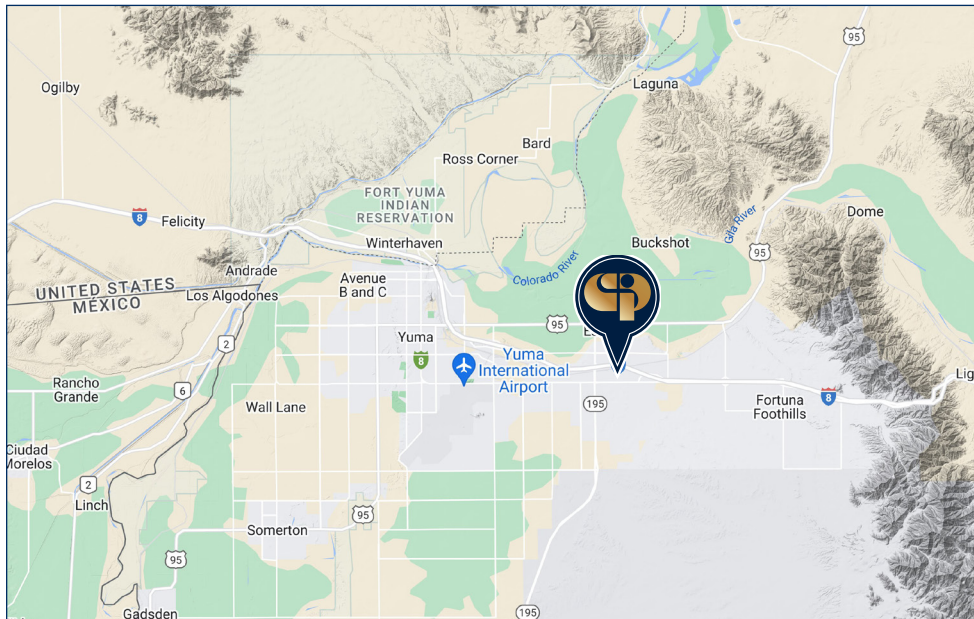 95
Laguna
Ogilby
Bard
Ross Corner
FORT YUMA
INDIAN
RESERVATION
8
Felicity
Dome
Gila River
Winterhaven
Buckshot
95
Andrade
Colorado River
Avenue
B and C
UNITED STATES
MÉXICO
Los Algodones
95
2
Yuma
8
Yuma
International
Airport
Rancho
Grande
6
Wall Lane
195
Fortuna
Foothills
8
Ciudad
Morelos
2
Linch
95
Somerton
95
195
Gadsden